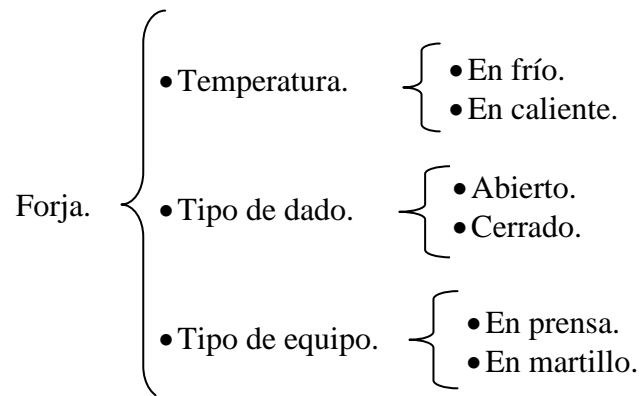 Forja.
• Temperatura.
• En frío.
• En caliente.
• Tipo de dado.
• Abierto.
• Cerrado.
• Tipo de equipo.
• En prensa.
• En martillo.